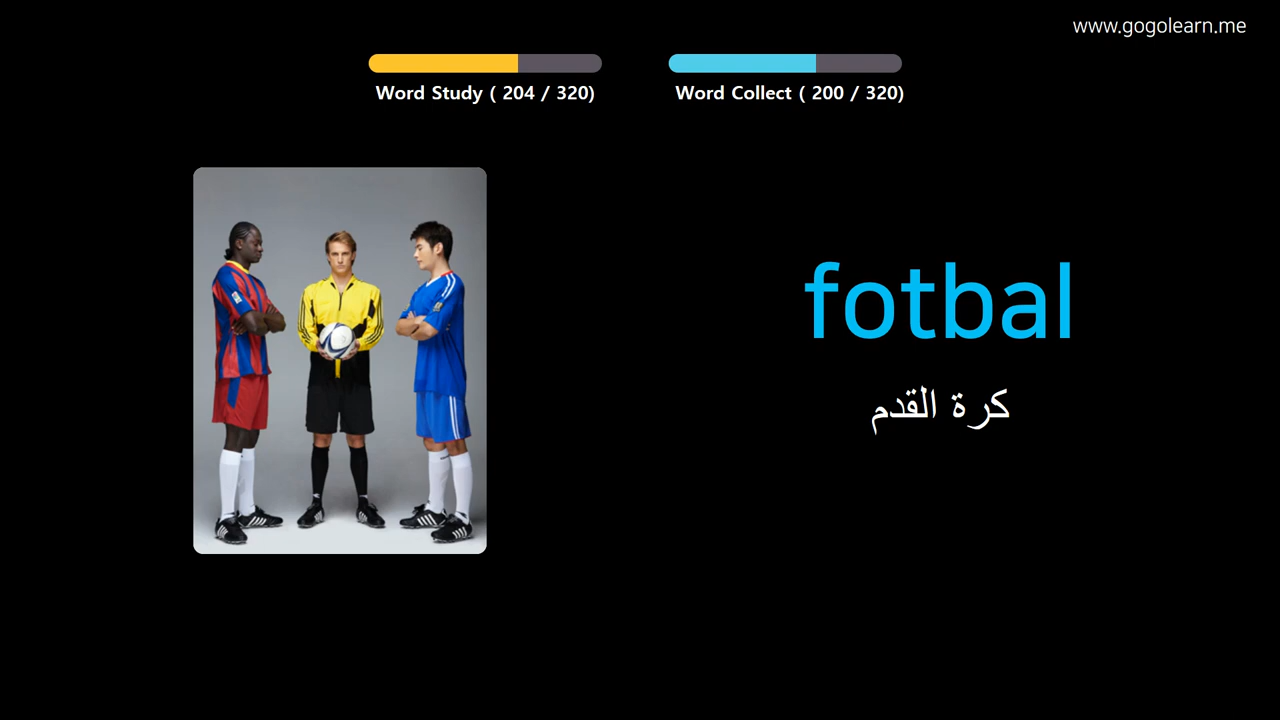 www.gogolearn.me
Word Study ( 204 / 320)
Word Collect ( 200 / 320)
fotbal
كرة القدم